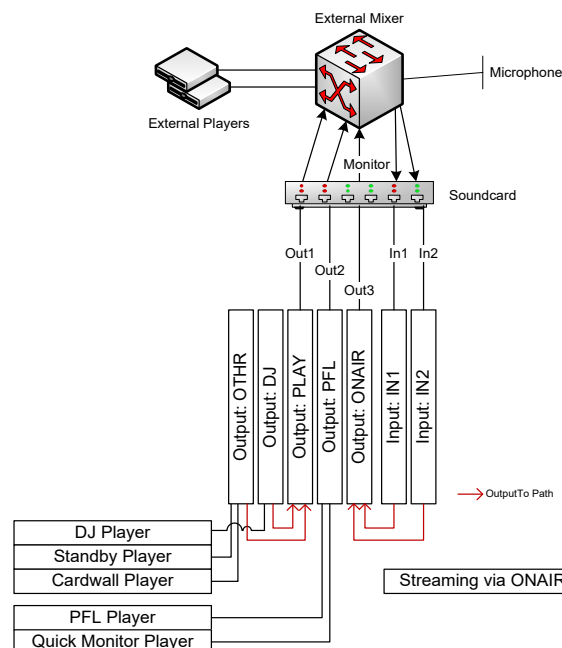 External Mixer
Microphone
External Players
Monitor
Soundcard
Out1
Out2
Out3
In1
In2
Output: OTHR
Output: DJ
Output: PLAY
Output: PFL
Output: ONAIR
Input: IN1
Input: IN2
OutputTo Path
DJ Player
Standby Player
Cardwall Player
Streaming via ONAIR
PFL Player
Quick Monitor Player